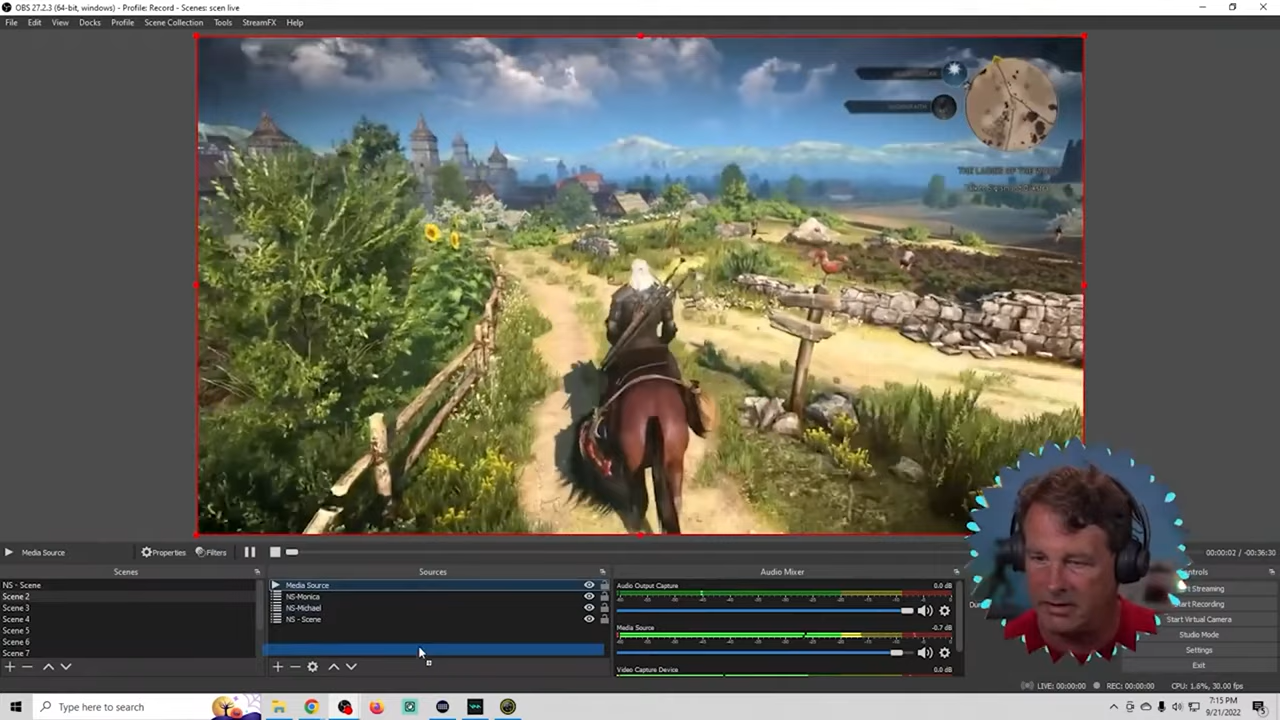 OBS 27.2.3 (64-bit, windows) - Profile: Record - Scenes: scen live
File Edit View Docks Profile Scene Collection Tools StreamFX Help
Media Source Properties Filters 00:00:02 / -00:36:30
Scenes Sources Audio Mixer
NS - Scene
Scene 2
Scene 3
Scene 4
Scene 5
Scene 6
Scene 7
Media Source
NS-Monica
NS-Michael
NS - Scene
Audio Output Capture 0.0 dB
Media Source -0.7 dB
Video Capture Device 0.0 dB
Start Virtual Camera
Studio Mode
Settings
Exit
LIVE: 00:00:00 REC: 00:00:00 CPU: 1.6%, 30.00 fps
Type here to search
7:15 PM
9/21/2022